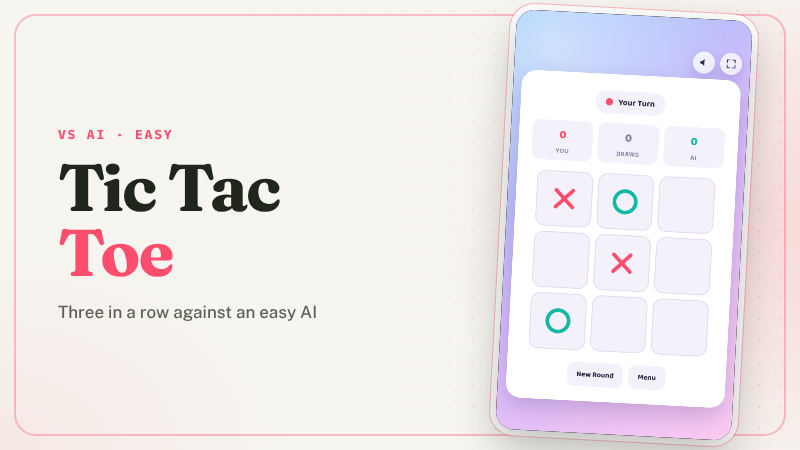 VS AI · EASY
Tic Tac
Toe
Three in a row against an easy AI
Your Turn
0 0 0
YOU DRAWS AI
New Round Menu